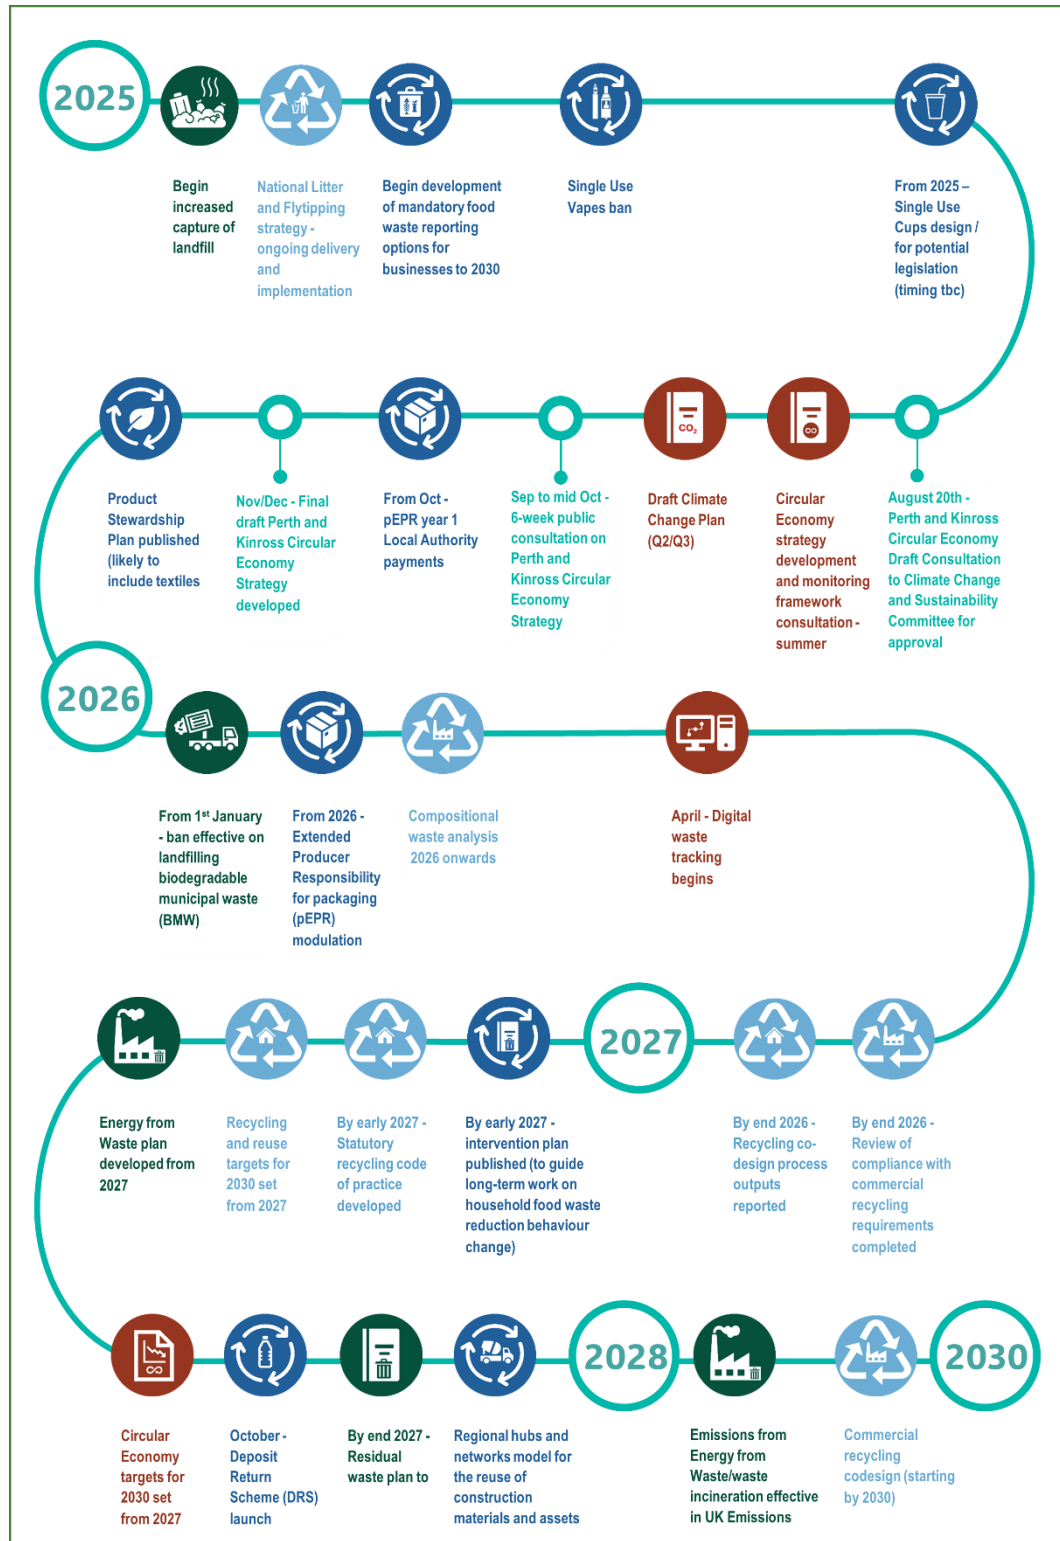 2025
Begin
increased
capture of
landfill
National Litter
and Flytipping
strategy -
ongoing delivery
and
implementation
Begin development
of mandatory food
waste reporting
options for
businesses to 2030
Single Use
Vapes ban
From 2025 –
Single Use
Cups design /
for potential
legislation
(timing tbc)
CO2
Product
Stewardship
Plan published
(likely to
include textiles
Nov/Dec - Final
draft Perth and
Kinross Circular
Economy
Strategy
developed
From Oct -
pEPR year 1
Local Authority
payments
Sep to mid Oct -
6-week public
consultation on
Perth and
Kinross Circular
Economy
Strategy
Draft Climate
Change Plan
(Q2/Q3)
Circular
Economy
strategy
development
and monitoring
framework
consultation -
summer
August 20th -
Perth and Kinross
Circular Economy
Draft Consultation
to Climate Change
and Sustainability
Committee for
approval
2026
From 1st January
- ban effective on
landfilling
biodegradable
municipal waste
(BMW)
From 2026 -
Extended
Producer
Responsibility
for packaging
(pEPR)
modulation
Compositional
waste analysis
2026 onwards
April - Digital
waste
tracking
begins
2027
Energy from
Waste plan
developed from
2027
Recycling
and reuse
targets for
2030 set
from 2027
By early 2027 -
Statutory
recycling code
of practice
developed
By early 2027 -
intervention plan
published (to guide
long-term work on
household food waste
reduction behaviour
change)
By end 2026 -
Recycling co-
design process
outputs
reported
By end 2026 -
Review of
compliance with
commercial
recycling
requirements
completed
2028
2030
Circular
Economy
targets for
2030 set
from 2027
October -
Deposit
Return
Scheme (DRS)
launch
By end 2027 -
Residual
waste plan to
Regional hubs and
networks model for
the reuse of
construction
materials and assets
Emissions from
Energy from
Waste/waste
incineration effective
in UK Emissions
Commercial
recycling
codesign (starting
by 2030)